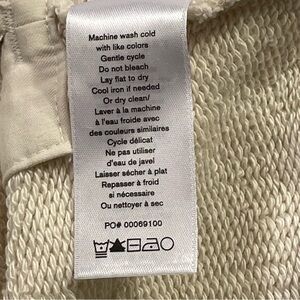 Machine wash cold
with like colors
Gentle cycle
Do not bleach
Lay flat to dry
Cool iron if needed
Or dry clean/
Laver à la machine
à l'eau froide avec
des couleurs similaires
Cycle délicat
Ne pas utiliser
d'eau de javel
Laisser sécher à plat
Repasser à froid
si nécessaire
Ou nettoyer à sec
PO# 00069100